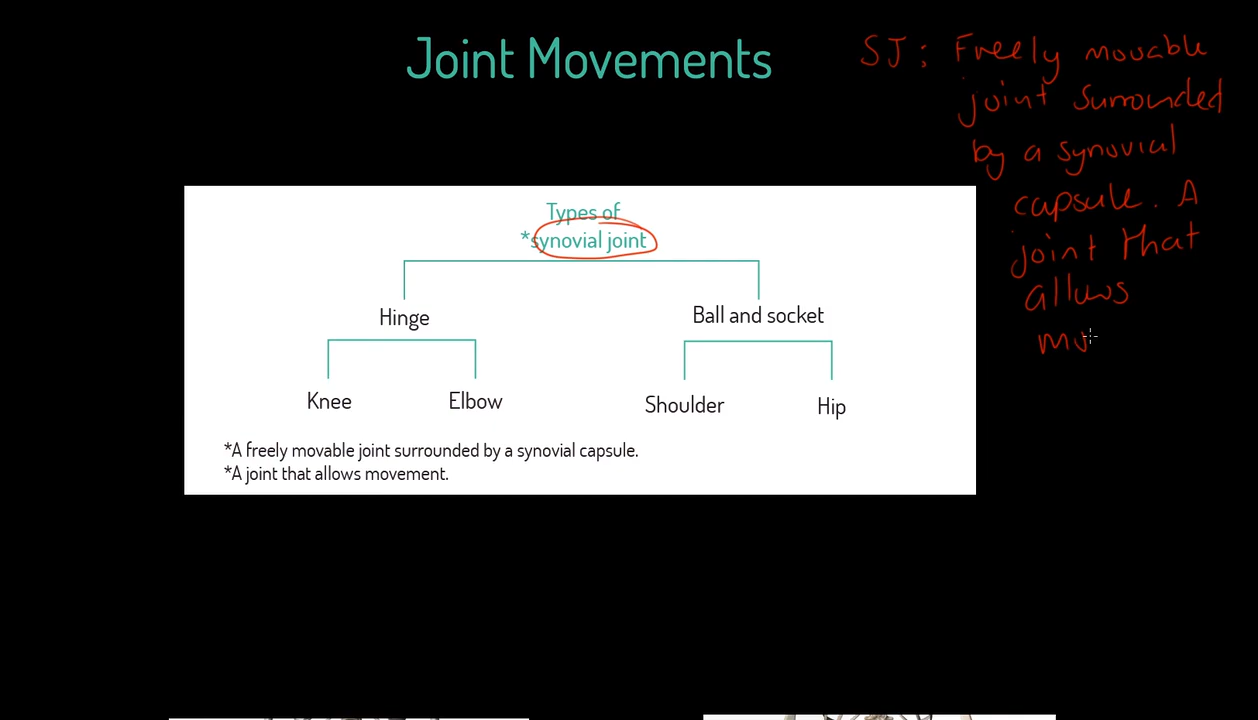 Joint Movements
SJ: Freely movable
joint surrounded
by a synovial
capsule. A
joint that
allows
mo
Types of
*synovial joint
Hinge
Ball and socket
Knee
Elbow
Shoulder
Hip
*A freely movable joint surrounded by a synovial capsule.
*A joint that allows movement.